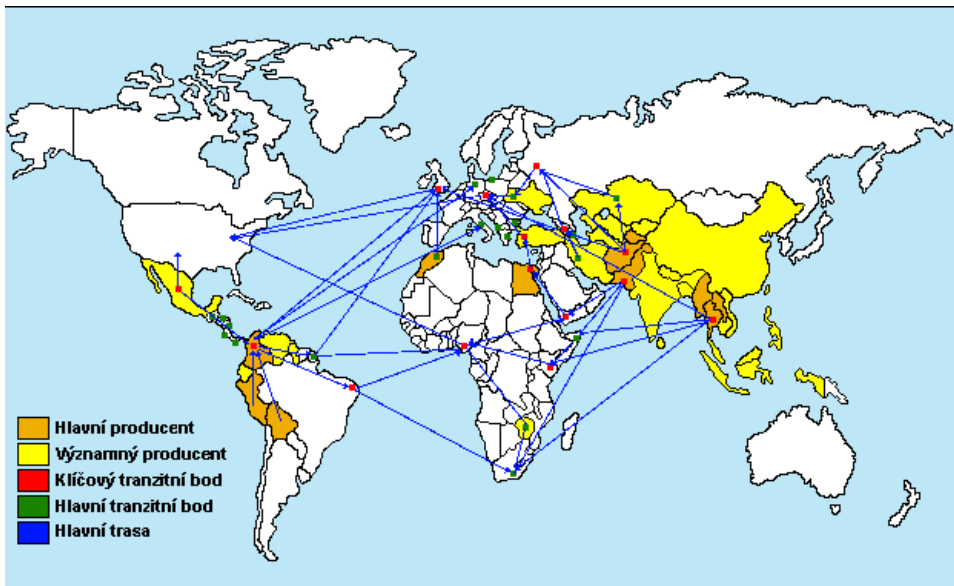 Hlavní producent
Významný producent
Klíčový tranzitní bod
Hlavní tranzitní bod
Hlavní trasa